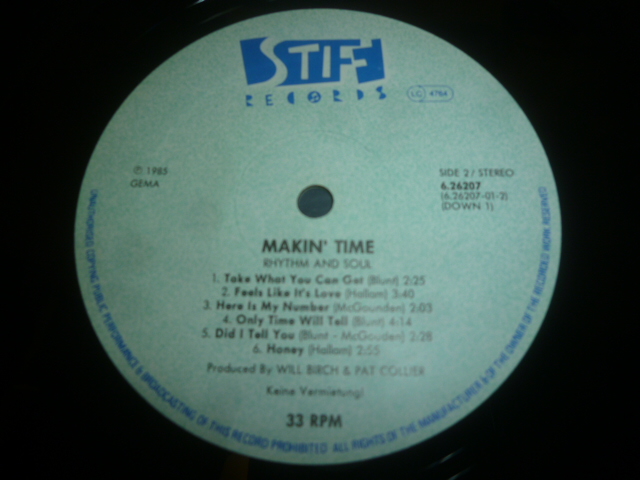 STIFF
RECORDS
LC 4764
℗ 1985
GEMA
SIDE 2 / STEREO
6.26207
(6.26207-01-2)
(DOWN 1)
MAKIN' TIME
RHYTHM AND SOUL
1. Take What You Can Get (Blunt) 2:25
2. Feels Like It's Love (Hallam) 3:40
3. Here Is My Number (McGounden) 2:03
4. Only Time Will Tell (Blunt) 4:14
5. Did I Tell You (Blunt - McGouden) 2:28
6. Honey (Hallam) 2:55
Produced By WILL BIRCH & PAT COLLIER
Keine Vermietung!
33 RPM
UNAUTHORISED COPYING PUBLIC PERFORMANCE & BROADCASTING OF THIS RECORD PROHIBITED ALL RIGHTS OF THE MANUFACTURER & OF THE OWNER OF THE RECORDED WORK RESERVED